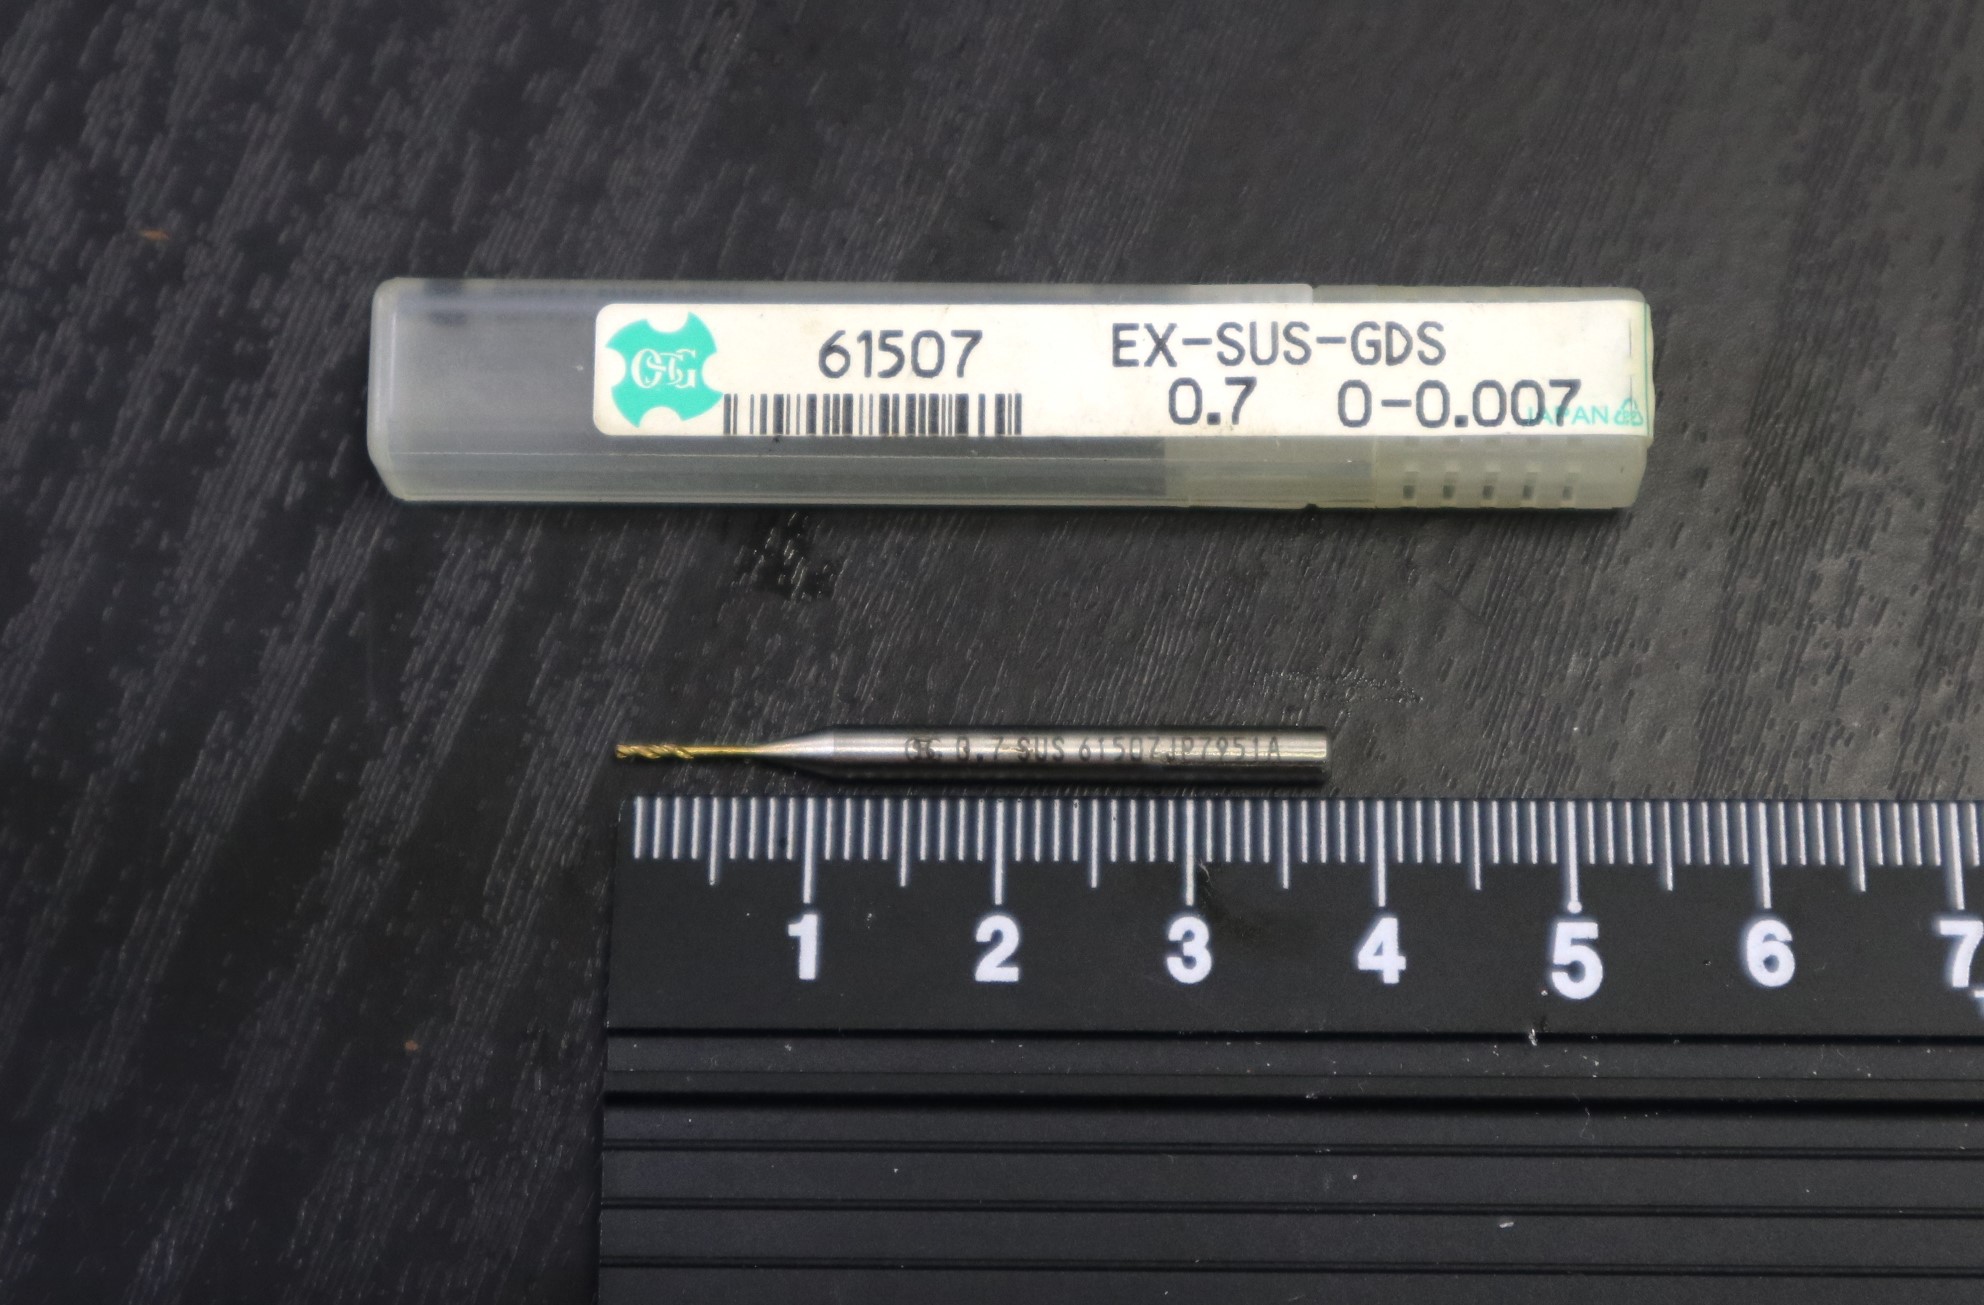 OSG
61507
EX-SUS-GDS
0.7 0-0.007
JAPAN
OSG 0.7 SUS 61507JP7951A
1 2 3 4 5 6 7